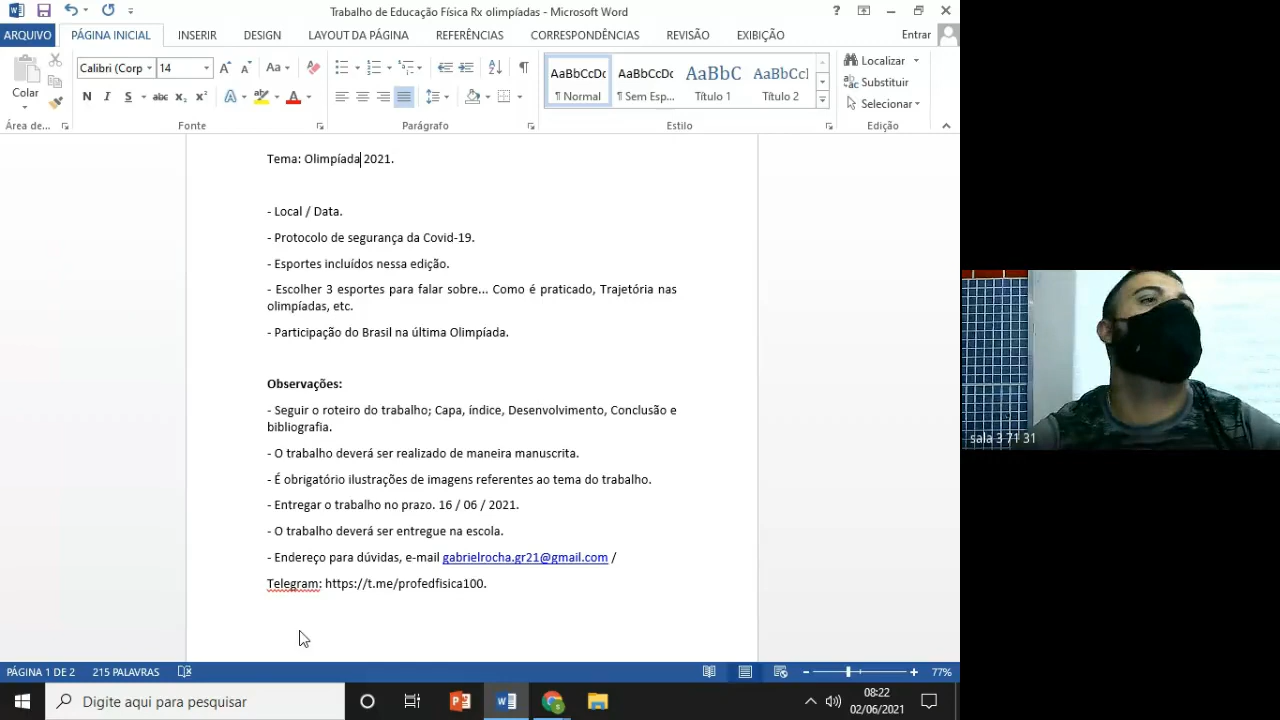 Trabalho de Educação Física Rx olimpíadas - Microsoft Word
ARQUIVO PÁGINA INICIAL INSERIR DESIGN LAYOUT DA PÁGINA REFERÊNCIAS CORRESPONDÊNCIAS REVISÃO EXIBIÇÃO Entrar
Colar
Calibri (Corp 14
Aa
N I S abc x₂ x²
AaBbCcDc AaBbCcDc AaBbC AaBbCcl
¶ Normal ¶ Sem Esp... Título 1 Título 2
Localizar
Substituir
Selecionar
Área de... Fonte Parágrafo Estilo Edição
Tema: Olimpíada 2021.
- Local / Data.
- Protocolo de segurança da Covid-19.
- Esportes incluídos nessa edição.
- Escolher 3 esportes para falar sobre... Como é praticado, Trajetória nas
olimpíadas, etc.
- Participação do Brasil na última Olimpíada.
Observações:
- Seguir o roteiro do trabalho; Capa, índice, Desenvolvimento, Conclusão e
bibliografia.
- O trabalho deverá ser realizado de maneira manuscrita.
- É obrigatório ilustrações de imagens referentes ao tema do trabalho.
- Entregar o trabalho no prazo. 16 / 06 / 2021.
- O trabalho deverá ser entregue na escola.
- Endereço para dúvidas, e-mail gabrielrocha.gr21@gmail.com /
Telegram: https://t.me/profedfisica100.
sala 3 71 31
PÁGINA 1 DE 2 215 PALAVRAS 77%
Digite aqui para pesquisar
08:22
02/06/2021